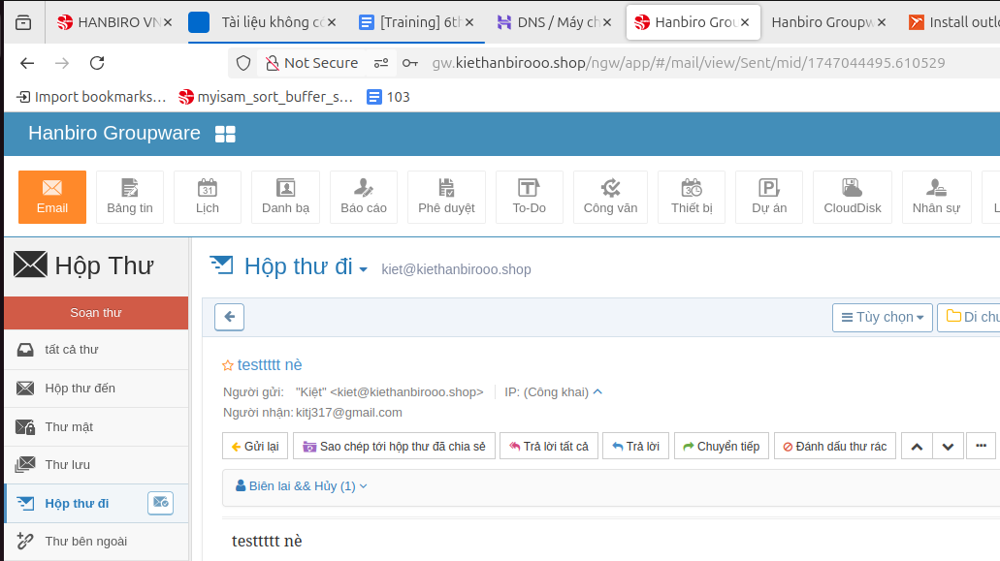 HANBIRO VN
Tài liệu không có
[Training] 6th
DNS / Máy ch
Hanbiro Grou
Hanbiro Groupw
Install outlo
Not Secure
gw.kiethanbirooo.shop/ngw/app/#/mail/view/Sent/mid/1747044495.610529
Import bookmarks...
myisam_sort_buffer_s...
103
Hanbiro Groupware
Email
Bảng tin
31
Lịch
Danh bạ
Báo cáo
Phê duyệt
To-Do
Công văn
Thiết bị
Dự án
CloudDisk
Nhân sự
Hộp Thư
Soạn thư
tất cả thư
Hộp thư đến
Thư mật
Thư lưu
Hộp thư đi
Thư bên ngoài
Hộp thư đi
kiet@kiethanbirooo.shop
Tùy chọn
Di chu
testtttt nè
Người gửi: "Kiệt" <kiet@kiethanbirooo.shop> IP: (Công khai)
Người nhận: kitj317@gmail.com
Gửi lại
Sao chép tới hộp thư đã chia sẻ
Trả lời tất cả
Trả lời
Chuyển tiếp
Đánh dấu thư rác
Biên lai && Hủy (1)
testtttt nè